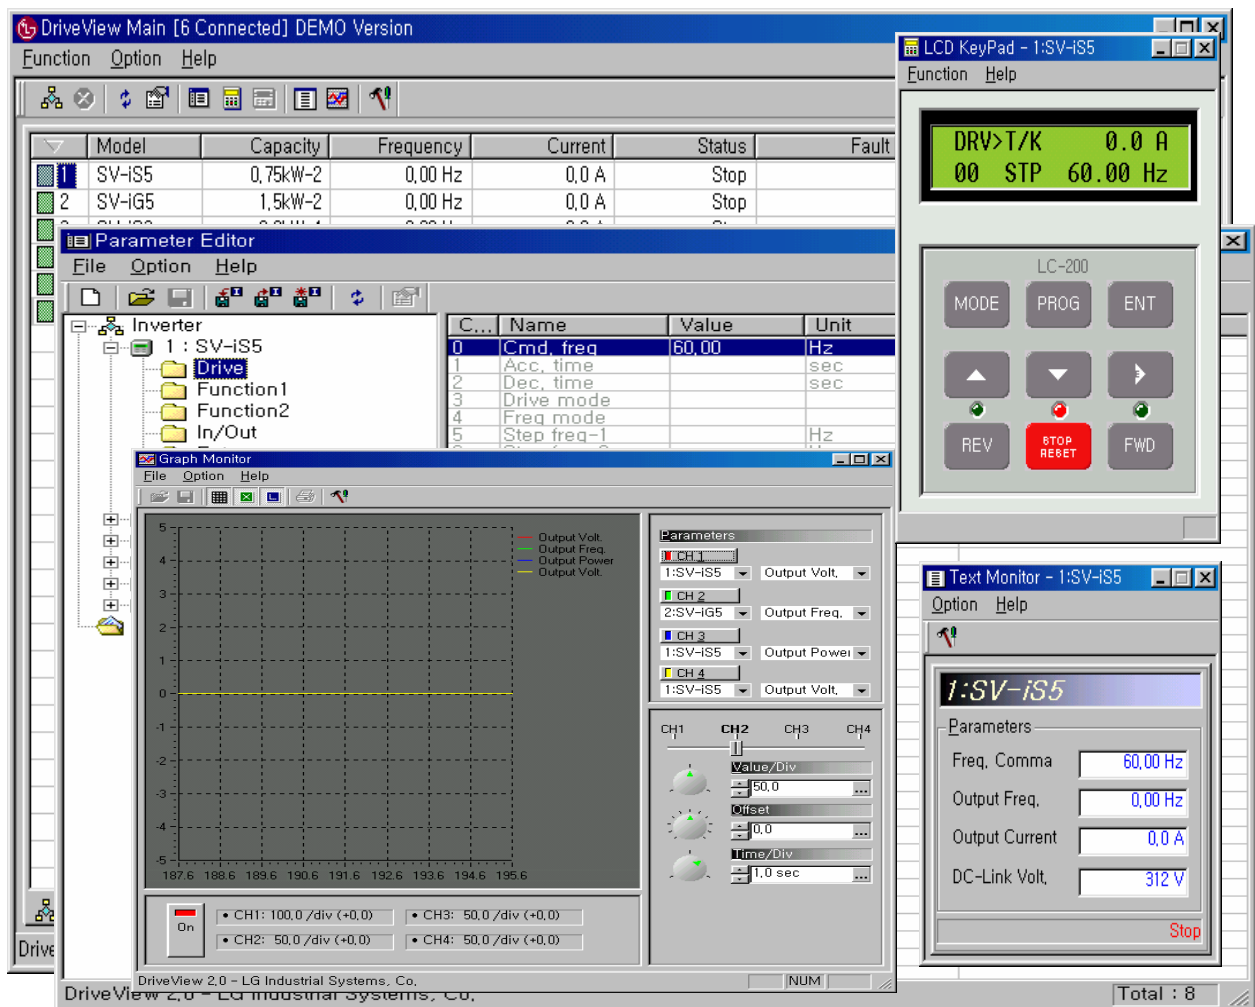 DriveView Main [6 Connected] DEMO Version
Function Option Help
Model Capacity Frequency Current Status Fault
1 SV-iS5 0,75kW-2 0,00 Hz 0,0 A Stop
2 SV-iG5 1,5kW-2 0,00 Hz 0,0 A Stop
LCD KeyPad - 1:SV-iS5
Function Help
DRV>T/K 0.0 A
00 STP 60.00 Hz
LC-200
MODE PROG ENT
REV STOP RESET FWD
Parameter Editor
File Option Help
Inverter
1 : SV-iS5
Drive
Function1
Function2
In/Out
C... Name Value Unit
0 Cmd, freq 60,00 Hz
1 Acc, time sec
2 Dec, time sec
3 Drive mode
4 Freq mode
5 Step freq-1 Hz
Graph Monitor
File Option Help
5
4
3
2
1
0
-1
-2
-3
-4
-5
187.6 188.6 189.6 190.6 191.6 192.6 193.6 194.6 195.6
Output Volt.
Output Freq.
Output Power
Output Volt.
Parameters
CH 1
1:SV-iS5 Output Volt,
CH 2
2:SV-iG5 Output Freq,
CH 3
1:SV-iS5 Output Power
CH 4
1:SV-iS5 Output Volt,
CH1 CH2 CH3 CH4
Value/Div
50,0 ...
Offset
0,0 ...
Time/Div
1,0 sec ...
On
• CH1: 100,0 /div (+0,0) • CH3: 50,0 /div (+0,0)
• CH2: 50,0 /div (+0,0) • CH4: 50,0 /div (+0,0)
DriveView 2,0 - LG Industrial Systems, Co, NUM
Text Monitor - 1:SV-iS5
Option Help
1:SV-iS5
Parameters
Freq, Comma 60,00 Hz
Output Freq, 0,00 Hz
Output Current 0,0 A
DC-Link Volt, 312 V
Stop
Drive
DriveView 2,0 - LG Industrial Systems, Co,
Total : 8